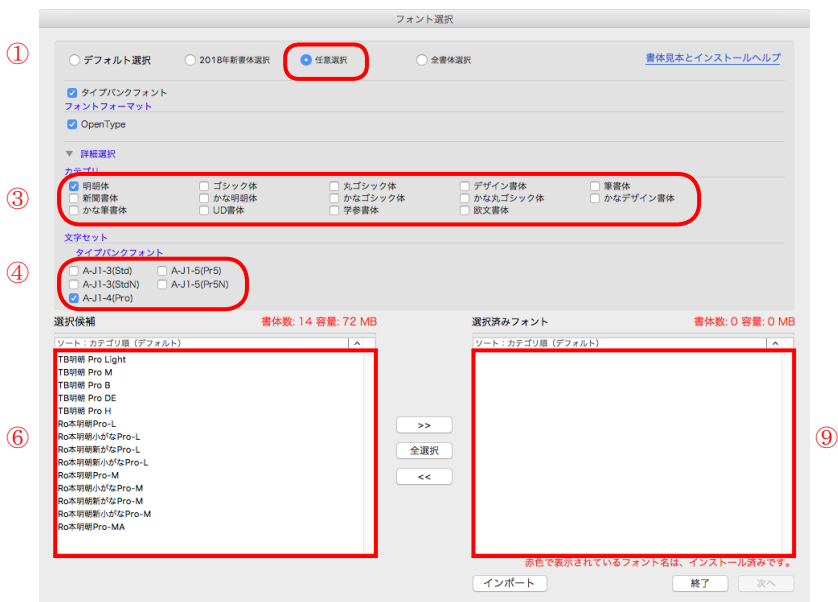 フォント選択
①
デフォルト選択 2018年新書体選択 任意選択 全書体選択 書体見本とインストールヘルプ
タイプバンクフォント
フォントフォーマット
OpenType
▼ 詳細選択
カテゴリ
③
明朝体 ゴシック体 丸ゴシック体 デザイン書体 筆書体
新聞書体 かな明朝体 かなゴシック体 かな丸ゴシック体 かなデザイン書体
かな筆書体 UD書体 学参書体 欧文書体
文字セット
タイプバンクフォント
④
A-J1-3(Std) A-J1-5(Pr5)
A-J1-3(StdN) A-J1-5(Pr5N)
A-J1-4(Pro)
選択候補 書体数: 14 容量: 72 MB
ソート：カテゴリ順（デフォルト）
TB明朝 Pro Light
TB明朝 Pro M
TB明朝 Pro B
TB明朝 Pro DE
TB明朝 Pro H
Ro本明朝Pro-L
Ro本明朝小がなPro-L
Ro本明朝新がなPro-L
Ro本明朝新小がなPro-L
Ro本明朝Pro-M
Ro本明朝小がなPro-M
Ro本明朝新がなPro-M
Ro本明朝新小がなPro-M
Ro本明朝Pro-MA
⑥
>>
全選択
<<
選択済みフォント 書体数: 0 容量: 0 MB
ソート：カテゴリ順（デフォルト）
⑨
赤色で表示されているフォント名は、インストール済みです。
インポート 終了 次へ